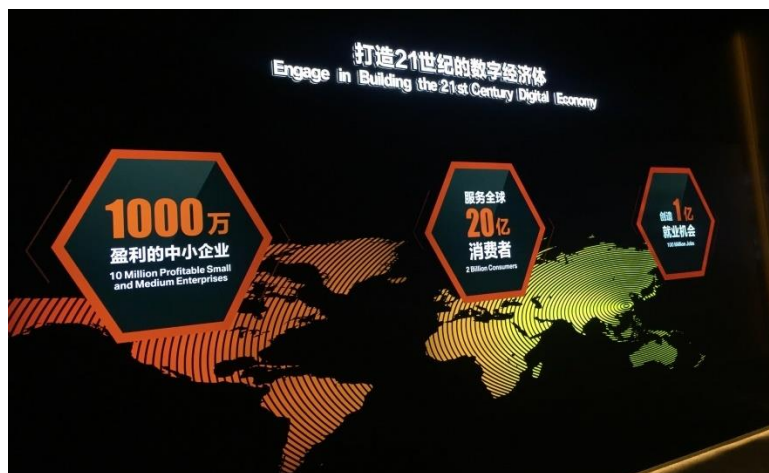 打造21世纪的数字经济体
Engage in Building the 21st Century Digital Economy
1000万
盈利的中小企业
10 Million Profitable Small
and Medium Enterprises
服务全球
20亿
消费者
2 Billion Consumers
创造1亿
就业机会
100 Million Jobs